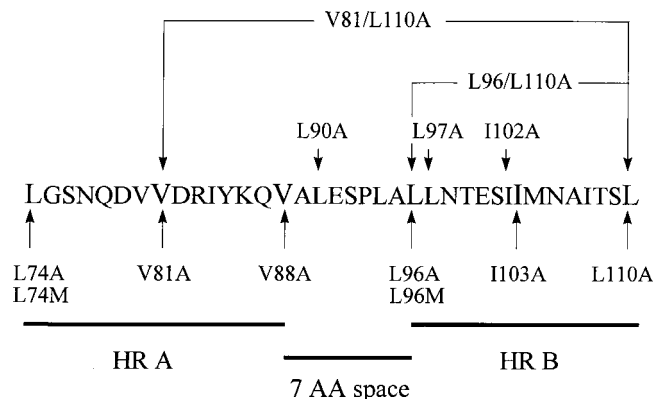 V81/L110A
L96/L110A
L90A L97A I102A
LGSNQDVVDRIYKQVALESPLALLNTESIIMNAITSL
L74A V81A V88A L96A I103A L110A
L74M L96M
HR A HR B
7 AA space